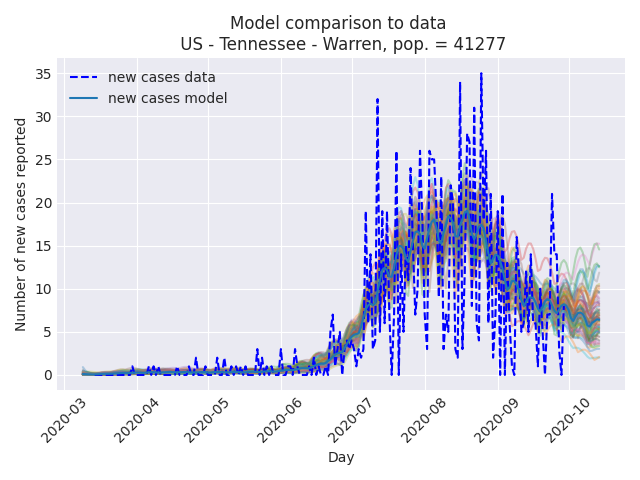 Model comparison to data
US - Tennessee - Warren, pop. = 41277
new cases data
new cases model
Number of new cases reported
35
30
25
20
15
10
5
0
2020-03
2020-04
2020-05
2020-06
2020-07
2020-08
2020-09
2020-10
Day